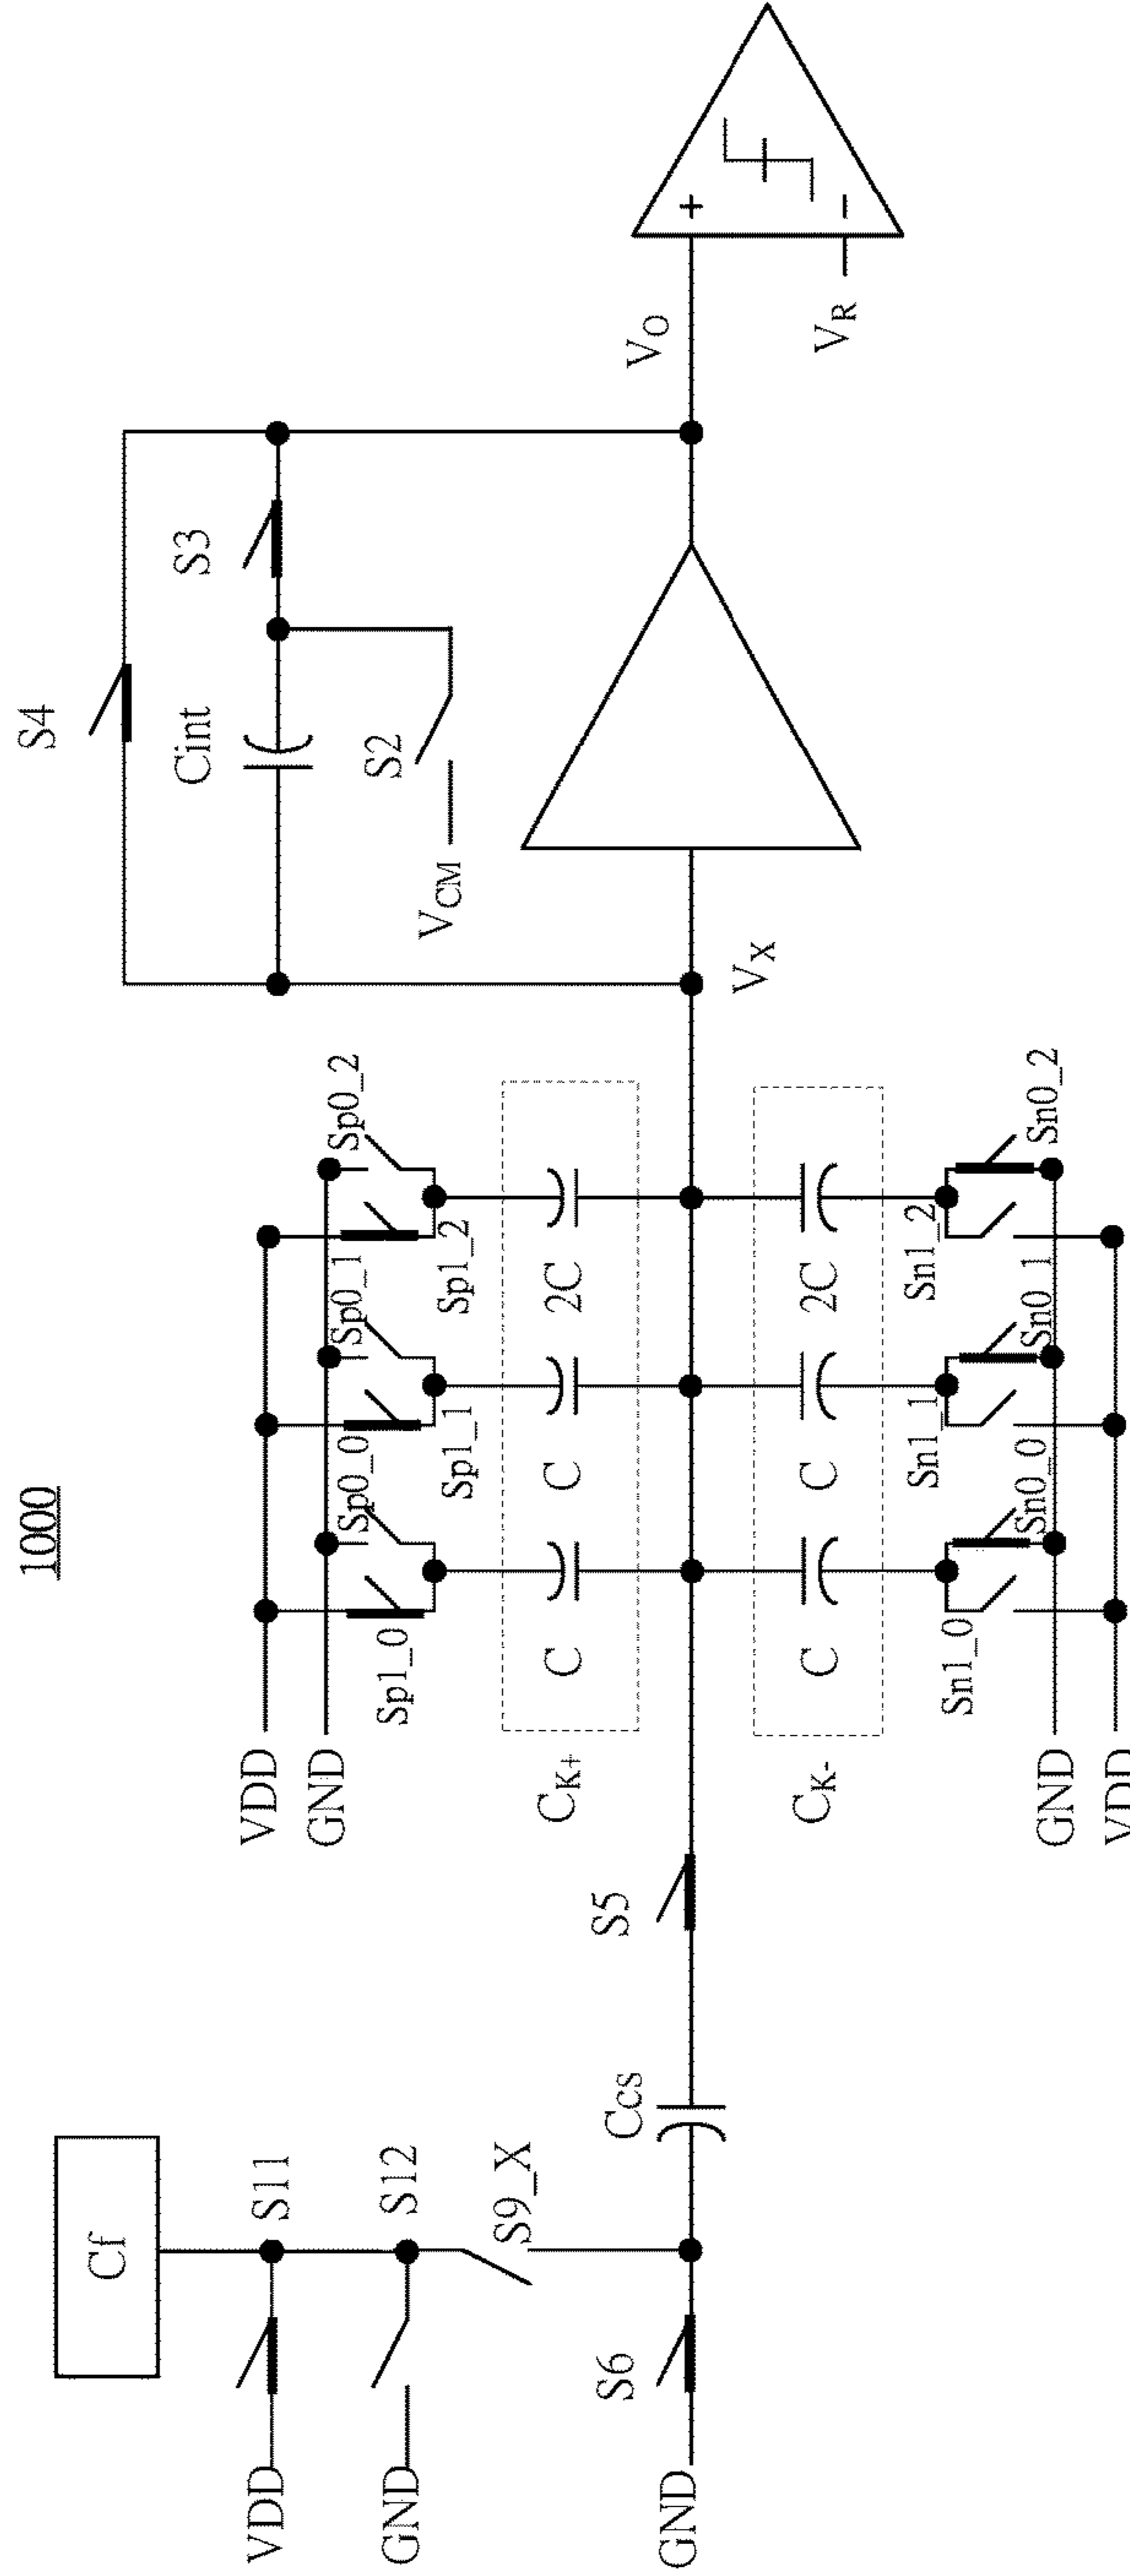 1000
S4
Cint
S3
S2
VCM
VX
VO
VR
+
-
VDD
GND
Sp1_0
Sp0_0
Sp1_1
Sp0_1
Sp1_2
Sp0_2
CK+
C
C
2C
CK-
C
C
2C
Sn1_0
Sn0_0
Sn1_1
Sn0_1
Sn1_2
Sn0_2
GND
VDD
Cf
VDD
S11
GND
S12
S9_X
GND
S6
Ccs
S5